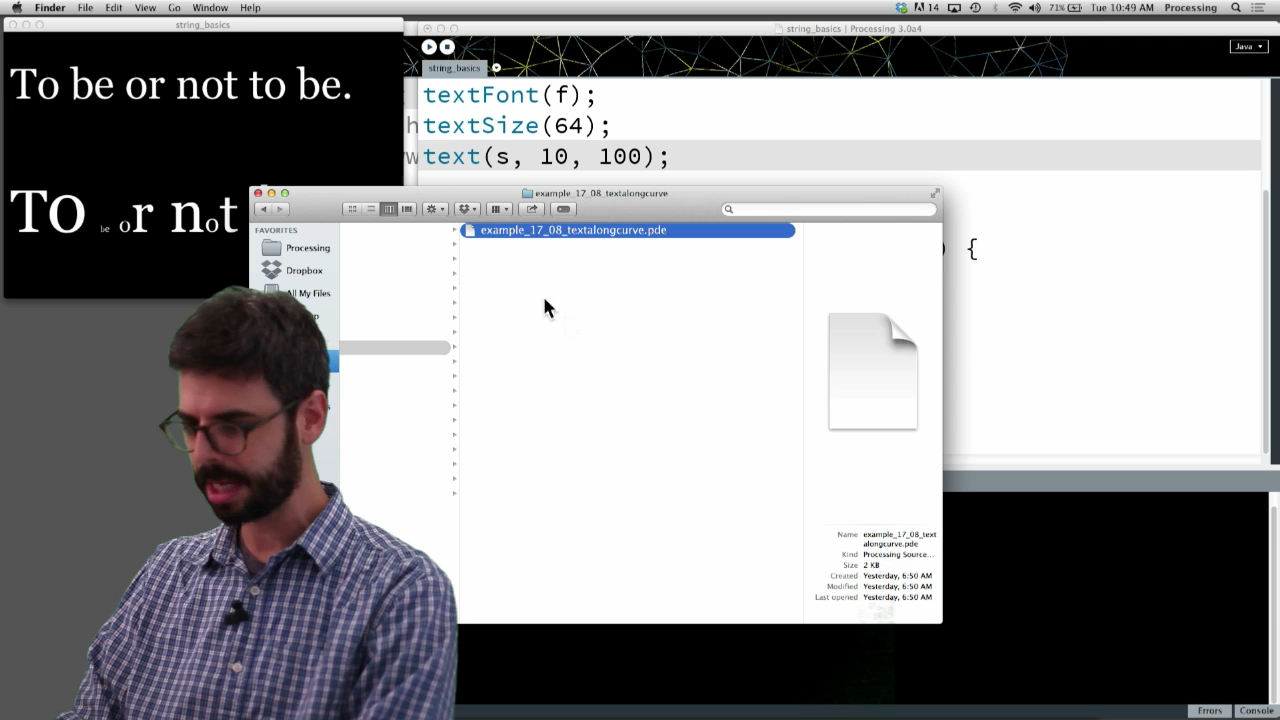 Finder File Edit View Go Window Help
14 71% Tue 10:49 AM Processing
string_basics
string_basics | Processing 3.0a4
Java
string_basics
To be or not to be.
To be or not
textFont(f);
textSize(64);
text(s, 10, 100);
{
example_17_08_textalongcurve
FAVORITES
Processing
Dropbox
All My Files
example_17_08_textalongcurve.pde
Name example_17_08_text
alongcurve.pde
Kind Processing Source...
Size 2 KB
Created Yesterday, 6:50 AM
Modified Yesterday, 6:50 AM
Last opened Yesterday, 6:50 AM
Errors Console